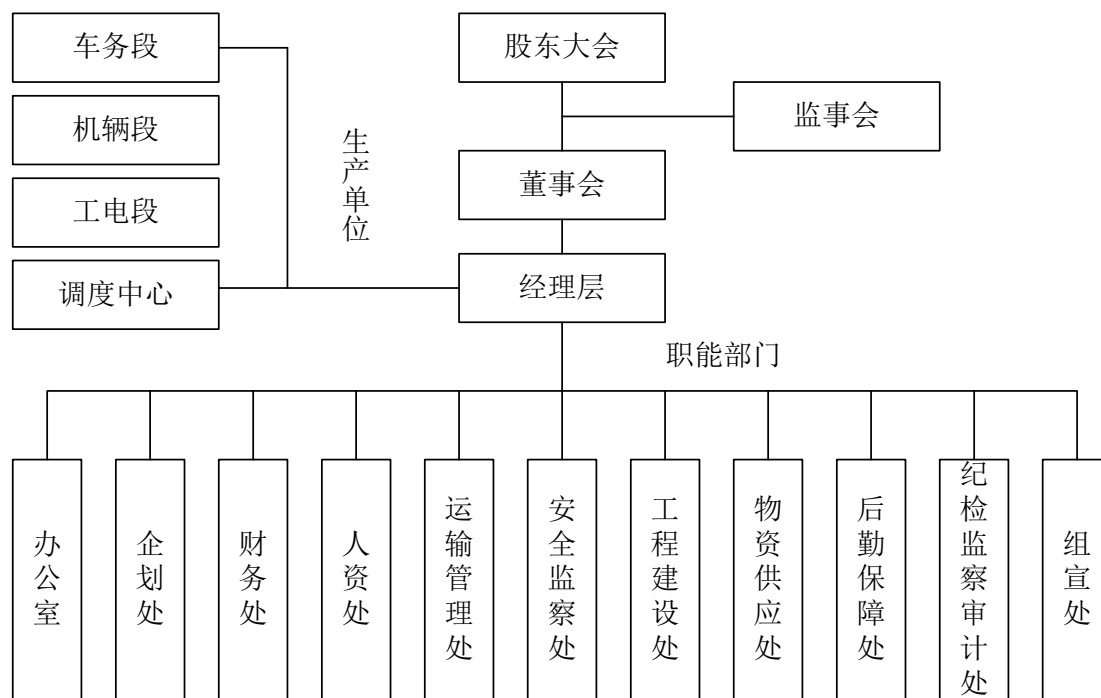 车务段
股东大会
机辆段
监事会
生产单位
工电段
董事会
调度中心
经理层
职能部门
办公室
企划处
财务处
人资处
运输管理处
安全监察处
工程建设处
物资供应处
后勤保障处
纪检监察审计处
组宣处